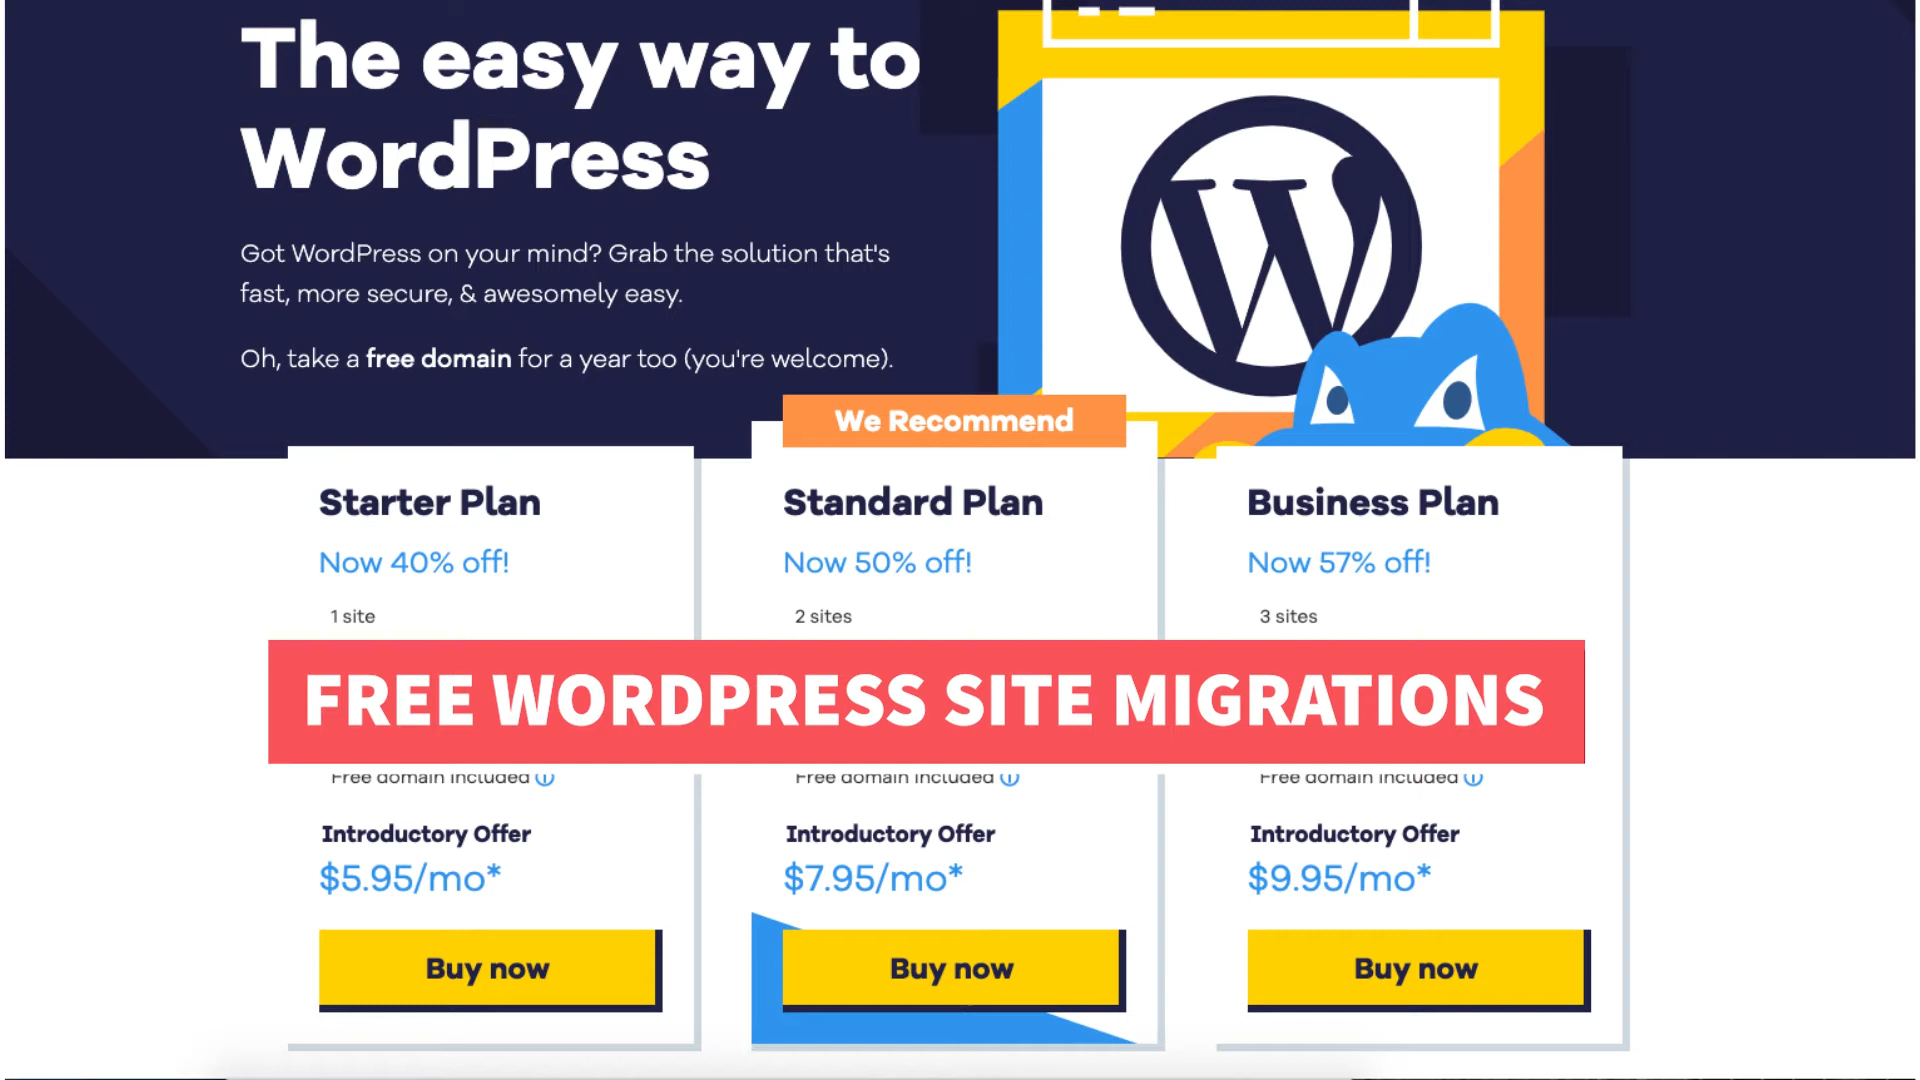 The easy way to
WordPress
Got WordPress on your mind? Grab the solution that's
fast, more secure, & awesomely easy.
Oh, take a free domain for a year too (you're welcome).
We Recommend
Starter Plan
Now 40% off!
1 site
Standard Plan
Now 50% off!
2 sites
Business Plan
Now 57% off!
3 sites
FREE WORDPRESS SITE MIGRATIONS
Free domain included
Introductory Offer
$5.95/mo*
Buy now
Free domain included
Introductory Offer
$7.95/mo*
Buy now
Free domain included
Introductory Offer
$9.95/mo*
Buy now